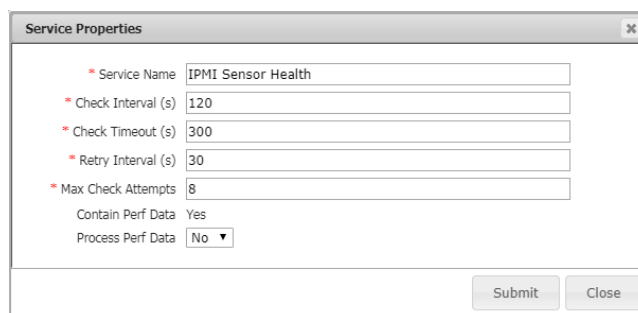 Service Properties
* Service Name IPMI Sensor Health
* Check Interval (s) 120
* Check Timeout (s) 300
* Retry Interval (s) 30
* Max Check Attempts 8
Contain Perf Data Yes
Process Perf Data No
Submit Close